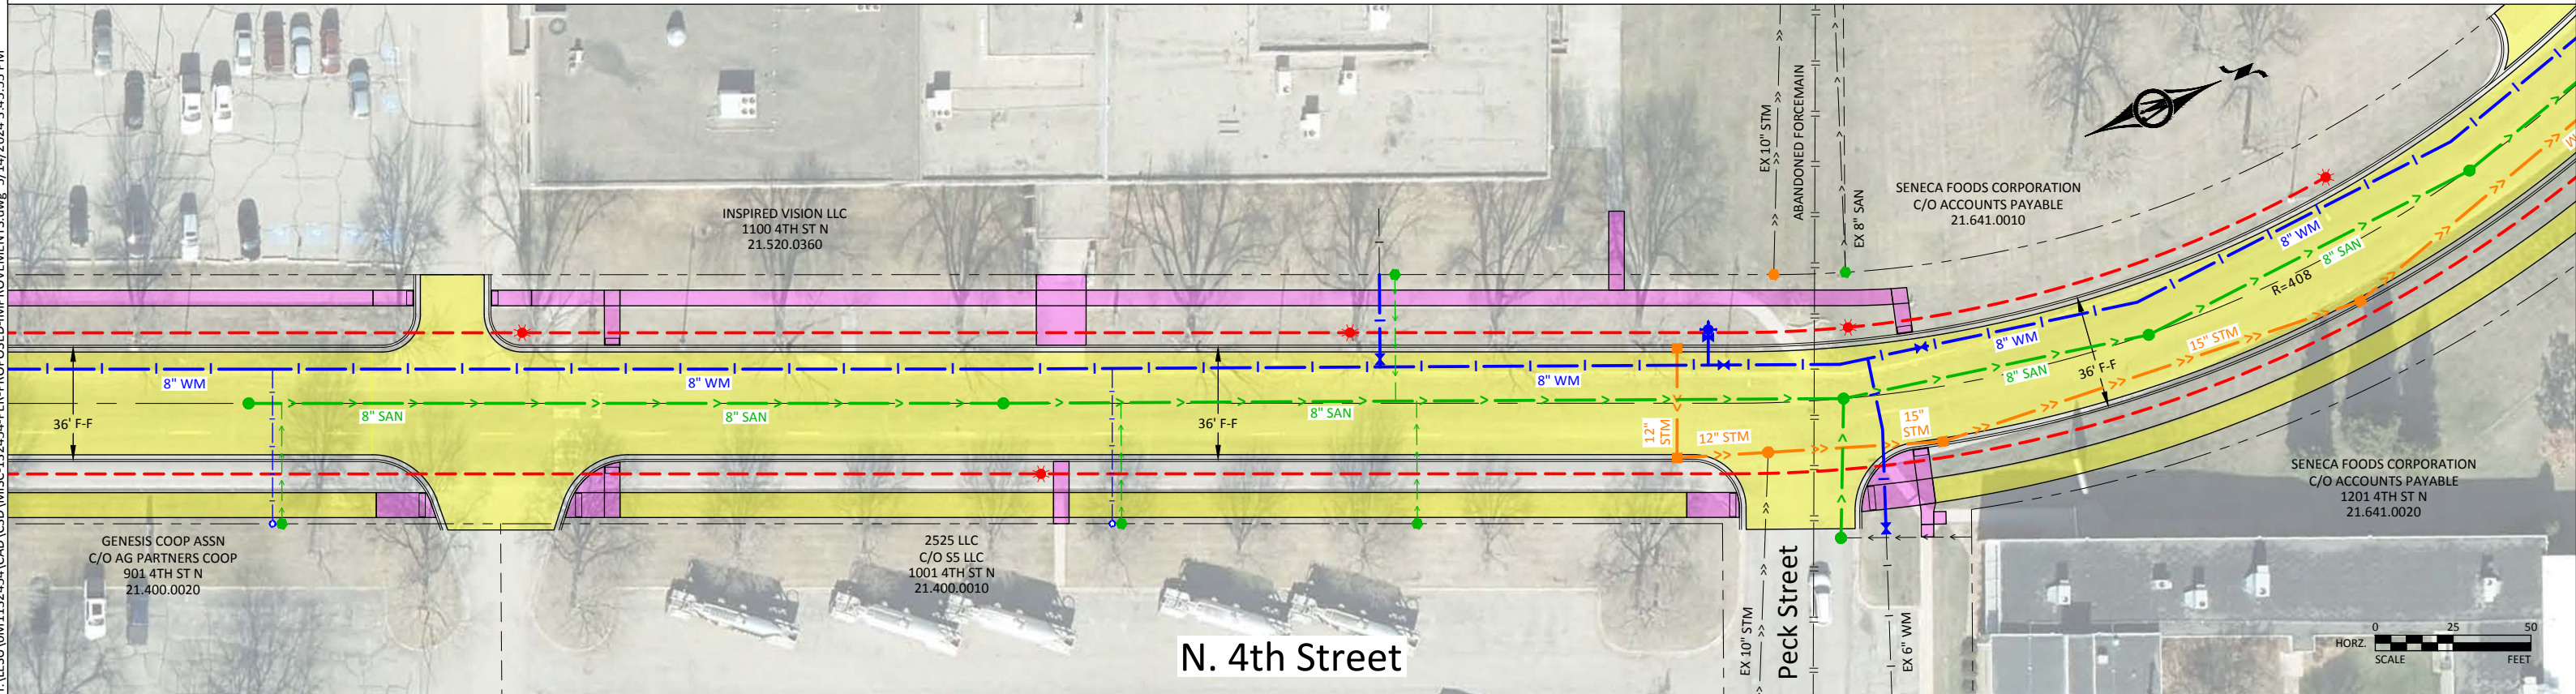 EX 10" STM
ABANDONED FORCEMAIN
EX 8" SAN
SENECA FOODS CORPORATION
C/O ACCOUNTS PAYABLE
21.641.0010
INSPIRED VISION LLC
1100 4TH ST N
21.520.0360
8" WM
8" SAN
R=408
15" STM
8" WM
8" SAN
36' F-F
8" WM
8" WM
8" WM
8" SAN
8" SAN
8" SAN
36' F-F
36' F-F
12"
STM
12" STM
15"
STM
SENECA FOODS CORPORATION
C/O ACCOUNTS PAYABLE
1201 4TH ST N
21.641.0020
GENESIS COOP ASSN
C/O AG PARTNERS COOP
901 4TH ST N
21.400.0020
2525 LLC
C/O S5 LLC
1001 4TH ST N
21.400.0010
N. 4th Street
EX 10" STM
Peck Street
EX 6" WM
0 25 50
HORZ.
SCALE FEET